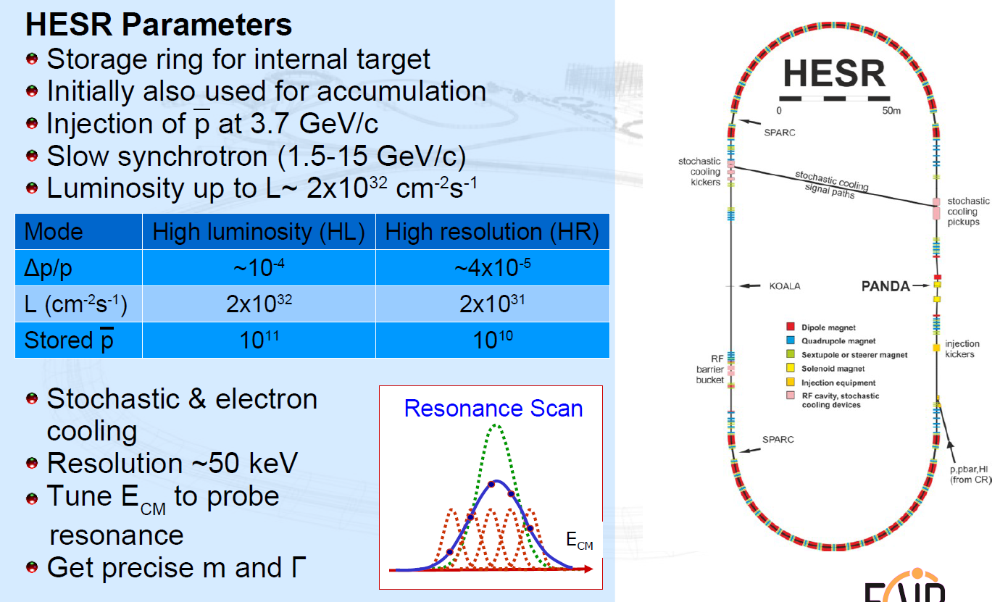 HESR Parameters
Storage ring for internal target
Initially also used for accumulation
Injection of p̅ at 3.7 GeV/c
Slow synchrotron (1.5-15 GeV/c)
Luminosity up to L~ 2x10³² cm⁻²s⁻¹
Mode High luminosity (HL) High resolution (HR)
Δp/p ~10⁻⁴ ~4x10⁻⁵
L (cm⁻²s⁻¹) 2x10³² 2x10³¹
Stored p̅ 10¹¹ 10¹⁰
Stochastic & electron
cooling
Resolution ~50 keV
Tune E_CM to probe
resonance
Get precise m and Γ
Resonance Scan
E_CM
HESR
0 50m
SPARC
stochastic
cooling
kickers
stochastic cooling
signal paths
stochastic
cooling
pickups
KOALA
PANDA
Dipole magnet
Quadrupole magnet
Sextupole or steerer magnet
Solenoid magnet
Injection equipment
RF cavity, stochastic
cooling devices
injection
kickers
RF
barrier
bucket
SPARC
p,pbar,HI
(from CR)